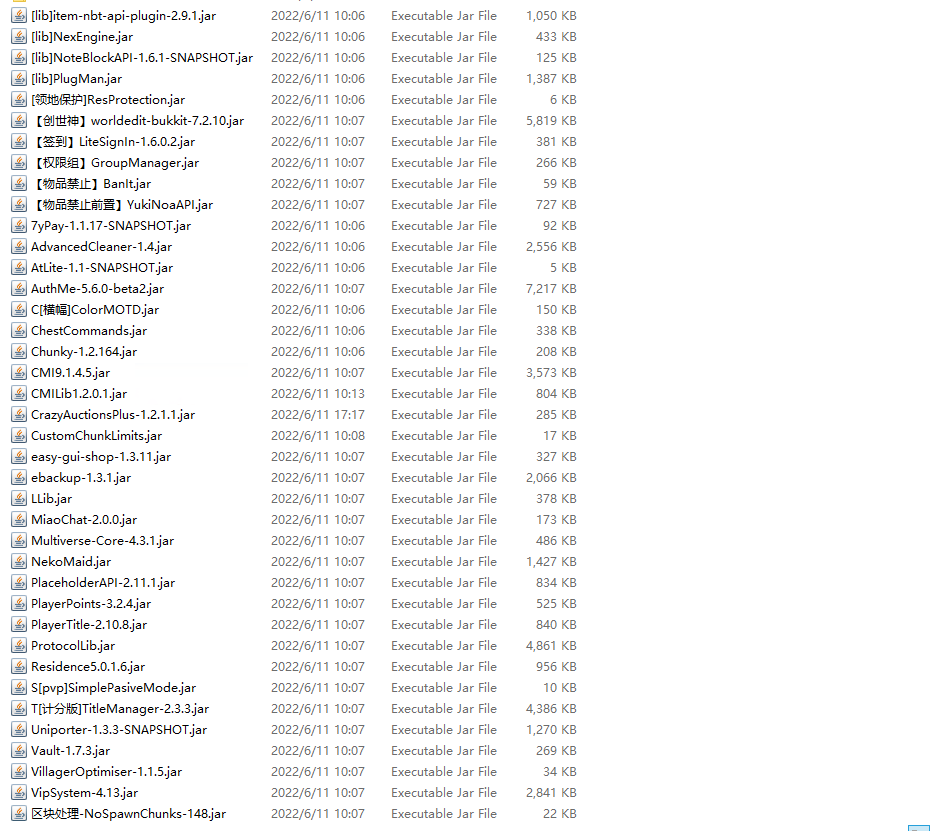 [lib]item-nbt-api-plugin-2.9.1.jar 2022/6/11 10:06 Executable Jar File 1,050 KB
[lib]NexEngine.jar 2022/6/11 10:06 Executable Jar File 433 KB
[lib]NoteBlockAPI-1.6.1-SNAPSHOT.jar 2022/6/11 10:06 Executable Jar File 125 KB
[lib]PlugMan.jar 2022/6/11 10:06 Executable Jar File 1,387 KB
[领地保护]ResProtection.jar 2022/6/11 10:06 Executable Jar File 6 KB
【创世神】worldedit-bukkit-7.2.10.jar 2022/6/11 10:07 Executable Jar File 5,819 KB
【签到】LiteSignIn-1.6.0.2.jar 2022/6/11 10:07 Executable Jar File 381 KB
【权限组】GroupManager.jar 2022/6/11 10:07 Executable Jar File 266 KB
【物品禁止】BanIt.jar 2022/6/11 10:07 Executable Jar File 59 KB
【物品禁止前置】YukiNoaAPI.jar 2022/6/11 10:07 Executable Jar File 727 KB
7yPay-1.1.17-SNAPSHOT.jar 2022/6/11 10:06 Executable Jar File 92 KB
AdvancedCleaner-1.4.jar 2022/6/11 10:06 Executable Jar File 2,556 KB
AtLite-1.1-SNAPSHOT.jar 2022/6/11 10:06 Executable Jar File 5 KB
AuthMe-5.6.0-beta2.jar 2022/6/11 10:07 Executable Jar File 7,217 KB
C[横幅]ColorMOTD.jar 2022/6/11 10:06 Executable Jar File 150 KB
ChestCommands.jar 2022/6/11 10:06 Executable Jar File 338 KB
Chunky-1.2.164.jar 2022/6/11 10:06 Executable Jar File 208 KB
CMI9.1.4.5.jar 2022/6/11 10:07 Executable Jar File 3,573 KB
CMILib1.2.0.1.jar 2022/6/11 10:13 Executable Jar File 804 KB
CrazyAuctionsPlus-1.2.1.1.jar 2022/6/11 17:17 Executable Jar File 285 KB
CustomChunkLimits.jar 2022/6/11 10:08 Executable Jar File 17 KB
easy-gui-shop-1.3.11.jar 2022/6/11 10:07 Executable Jar File 327 KB
ebackup-1.3.1.jar 2022/6/11 10:07 Executable Jar File 2,066 KB
LLib.jar 2022/6/11 10:07 Executable Jar File 378 KB
MiaoChat-2.0.0.jar 2022/6/11 10:07 Executable Jar File 173 KB
Multiverse-Core-4.3.1.jar 2022/6/11 10:07 Executable Jar File 486 KB
NekoMaid.jar 2022/6/11 10:07 Executable Jar File 1,427 KB
PlaceholderAPI-2.11.1.jar 2022/6/11 10:07 Executable Jar File 834 KB
PlayerPoints-3.2.4.jar 2022/6/11 10:07 Executable Jar File 525 KB
PlayerTitle-2.10.8.jar 2022/6/11 10:07 Executable Jar File 840 KB
ProtocolLib.jar 2022/6/11 10:07 Executable Jar File 4,861 KB
Residence5.0.1.6.jar 2022/6/11 10:07 Executable Jar File 956 KB
S[pvp]SimplePasiveMode.jar 2022/6/11 10:07 Executable Jar File 10 KB
T[计分版]TitleManager-2.3.3.jar 2022/6/11 10:07 Executable Jar File 4,386 KB
Uniporter-1.3.3-SNAPSHOT.jar 2022/6/11 10:07 Executable Jar File 1,270 KB
Vault-1.7.3.jar 2022/6/11 10:07 Executable Jar File 269 KB
VillagerOptimiser-1.1.5.jar 2022/6/11 10:07 Executable Jar File 34 KB
VipSystem-4.13.jar 2022/6/11 10:07 Executable Jar File 2,841 KB
区块处理-NoSpawnChunks-148.jar 2022/6/11 10:07 Executable Jar File 22 KB